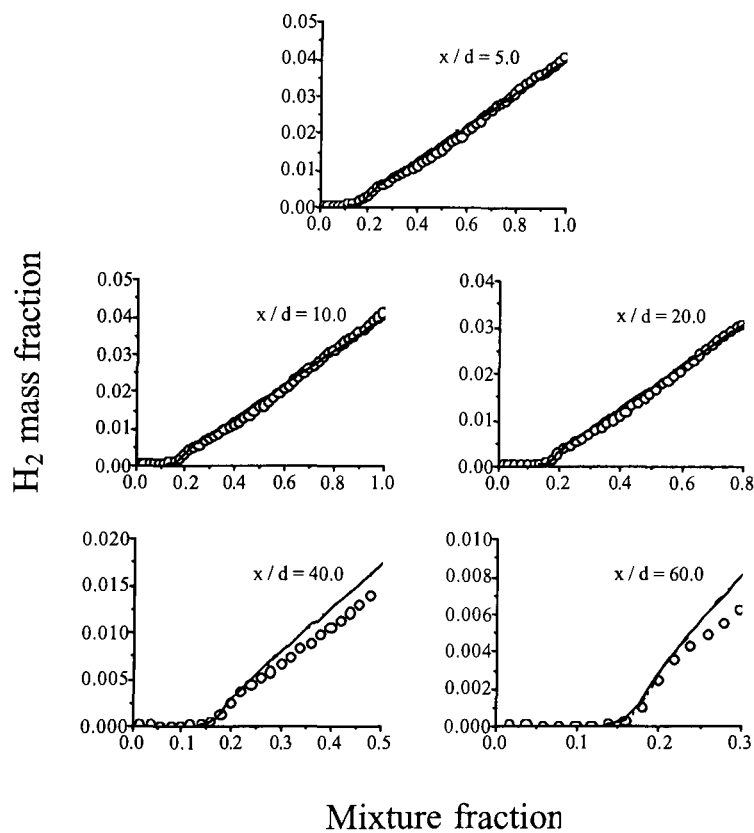 0.05
0.04
0.03
0.02
0.01
0.00
x / d = 5.0
0.0 0.2 0.4 0.6 0.8 1.0
H2 mass fraction
0.05
0.04
0.03
0.02
0.01
0.00
x / d = 10.0
0.0 0.2 0.4 0.6 0.8 1.0
0.04
0.03
0.02
0.01
0.00
x / d = 20.0
0.0 0.2 0.4 0.6 0.8
0.020
0.015
0.010
0.005
0.000
x / d = 40.0
0.0 0.1 0.2 0.3 0.4 0.5
0.010
0.008
0.006
0.004
0.002
0.000
x / d = 60.0
0.0 0.1 0.2 0.3
Mixture fraction